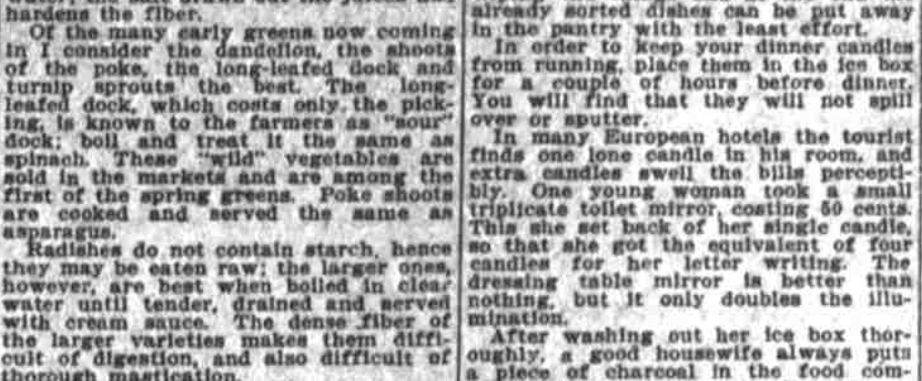 hardens the fiber.
Of the many early greens now coming
in I consider the dandelion, the shoots
of the poke, the long-leafed dock and
turnip sprouts the best. The long-
leafed dock, which costs only the pick-
ing, is known to the farmers as "sour"
dock; boil and treat it the same as
spinach. These "wild" vegetables are
sold in the markets and are among the
first of the spring greens. Poke shoots
are cooked and served the same as
asparagus.
Radishes do not contain starch, hence
they may be eaten raw; the larger ones,
however, are best when boiled in clear
water until tender, drained and served
with cream sauce. The dense fiber of
the larger varieties makes them diffi-
cult of digestion, and also difficult of
thorough mastication.
already sorted dishes can be put away
in the pantry with the least effort.
In order to keep your dinner candles
from running, place them in the ice box
for a couple of hours before dinner.
You will find that they will not spill
over or sputter.
In many European hotels the tourist
finds one lone candle in his room, and
extra candles swell the bills percepti-
bly. One young woman took a small
triplicate toilet mirror, costing 50 cents.
This she set back of her single candle,
so that she got the equivalent of four
candles for her letter writing. The
dressing table mirror is better than
nothing, but it only doubles the illu-
mination.
After washing out her ice box thor-
oughly, a good housewife always puts
a piece of charcoal in the food com-